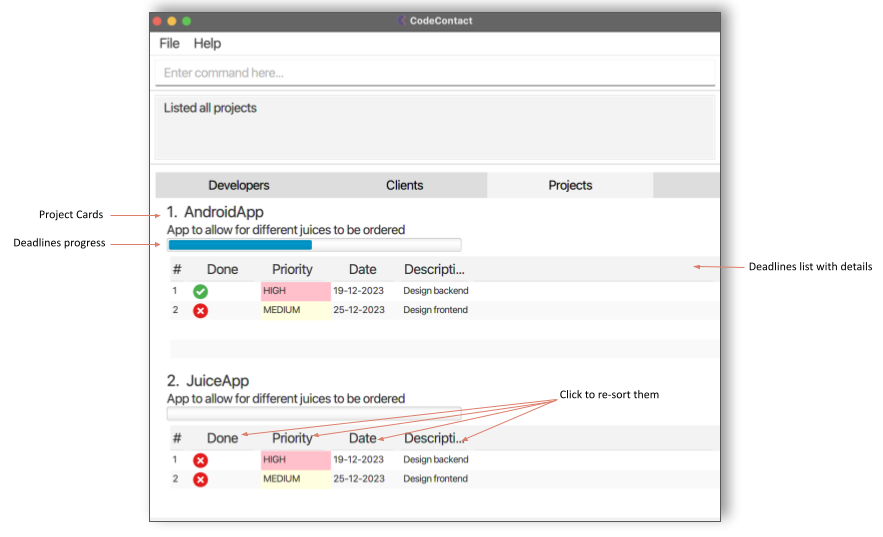 CodeContact
File Help
Enter command here...
Listed all projects
Developers Clients Projects
Project Cards
1. AndroidApp
App to allow for different juices to be ordered
Deadlines progress
# Done Priority Date Descripti...
Deadlines list with details
1 HIGH 19-12-2023 Design backend
2 MEDIUM 25-12-2023 Design frontend
2. JuiceApp
App to allow for different juices to be ordered
Click to re-sort them
# Done Priority Date Descripti...
1 HIGH 19-12-2023 Design backend
2 MEDIUM 25-12-2023 Design frontend